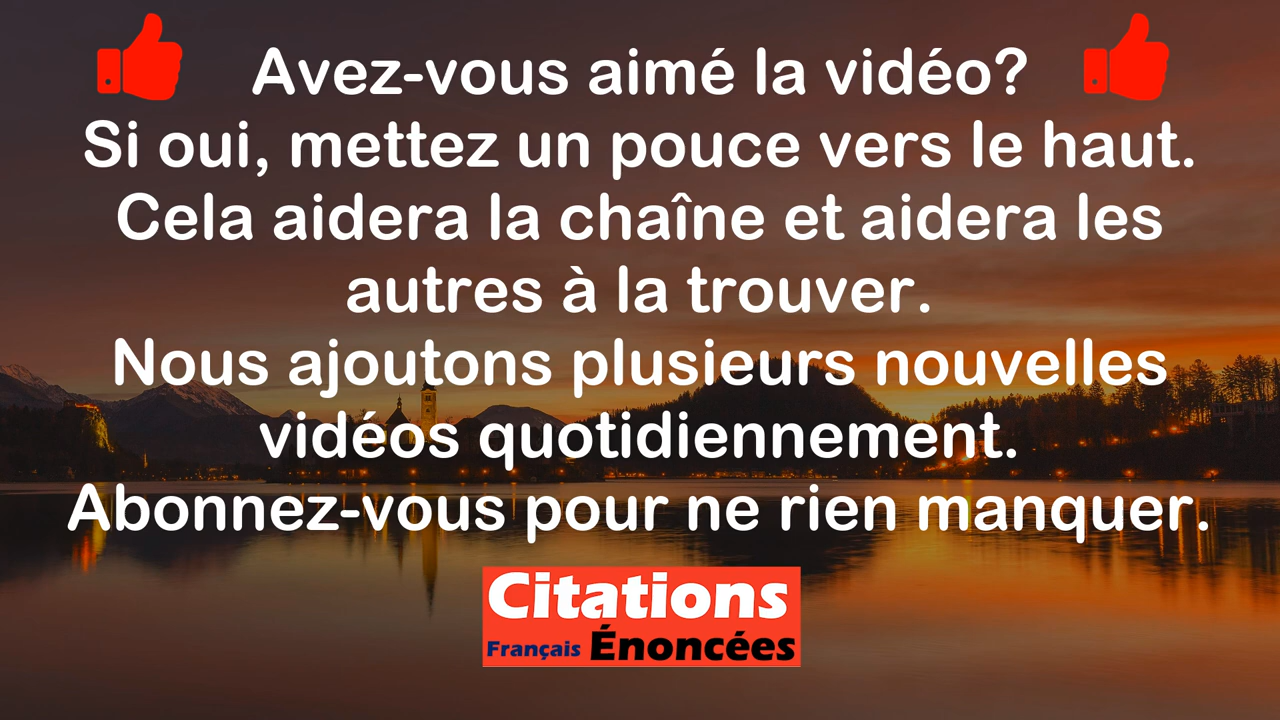 Avez-vous aimé la vidéo?
Si oui, mettez un pouce vers le haut.
Cela aidera la chaîne et aidera les
autres à la trouver.
Nous ajoutons plusieurs nouvelles
vidéos quotidiennement.
Abonnez-vous pour ne rien manquer.
Citations
Français Énoncées